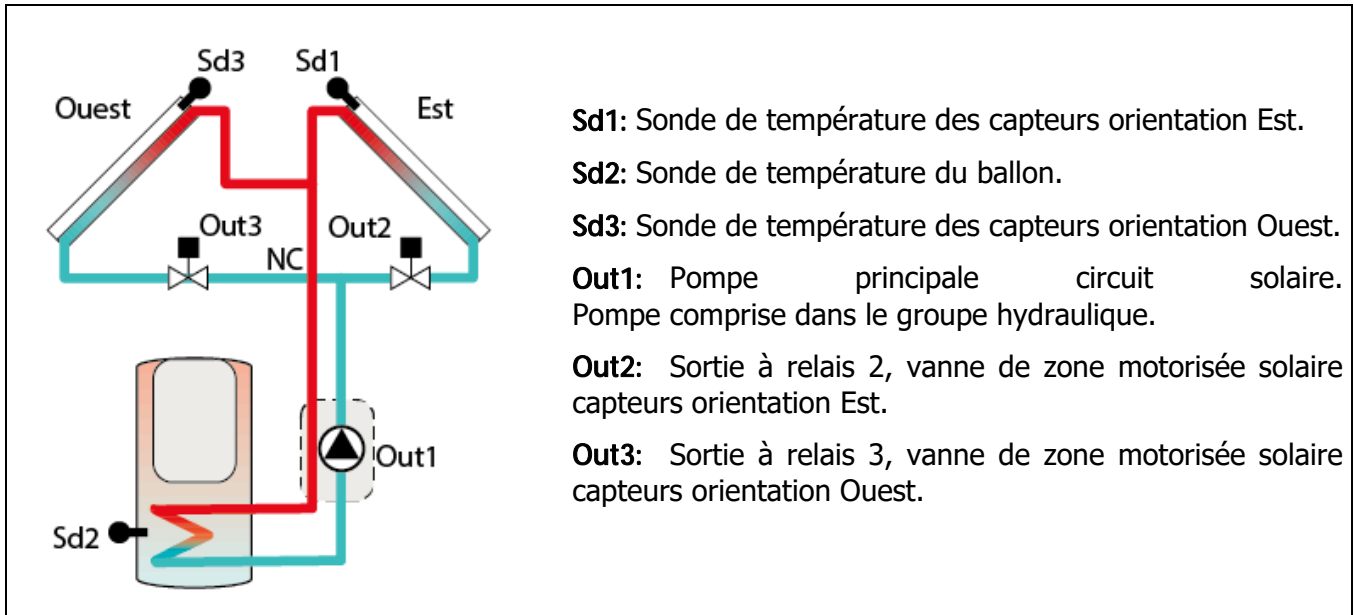 Sd3
Sd1
Ouest
Est
Out3
Out2
NC
Out1
Sd2
Sd1: Sonde de température des capteurs orientation Est.
Sd2: Sonde de température du ballon.
Sd3: Sonde de température des capteurs orientation Ouest.
Out1: Pompe principale circuit solaire.
Pompe comprise dans le groupe hydraulique.
Out2: Sortie à relais 2, vanne de zone motorisée solaire
capteurs orientation Est.
Out3: Sortie à relais 3, vanne de zone motorisée solaire
capteurs orientation Ouest.